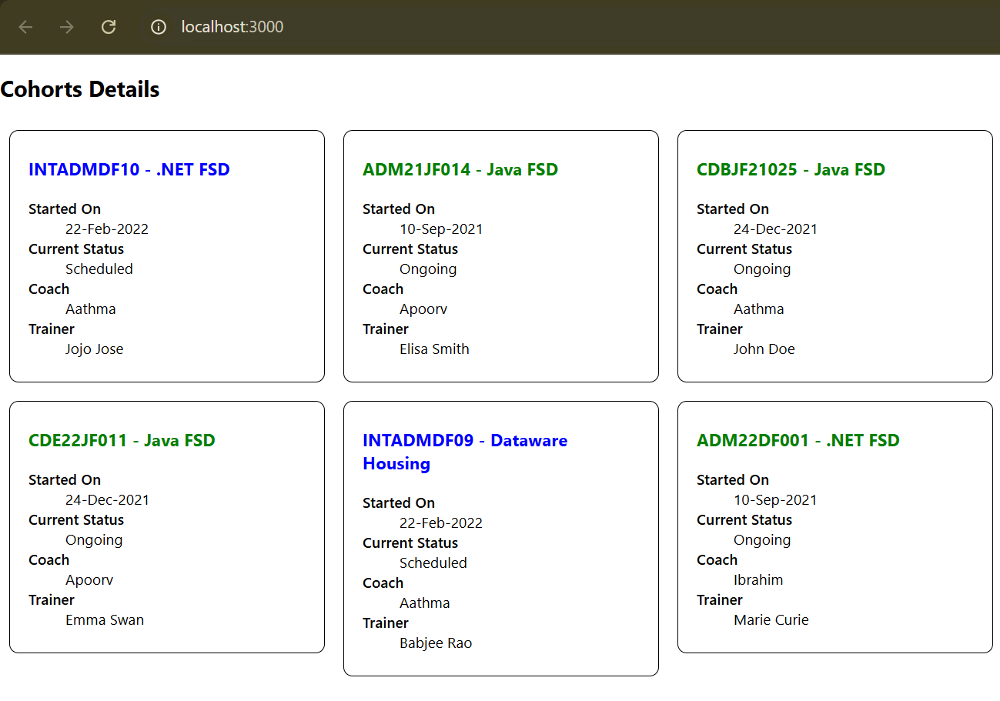 localhost:3000
Cohorts Details
INTADMDF10 - .NET FSD
Started On
22-Feb-2022
Current Status
Scheduled
Coach
Aathma
Trainer
Jojo Jose
ADM21JF014 - Java FSD
Started On
10-Sep-2021
Current Status
Ongoing
Coach
Apoorv
Trainer
Elisa Smith
CDBJF21025 - Java FSD
Started On
24-Dec-2021
Current Status
Ongoing
Coach
Aathma
Trainer
John Doe
CDE22JF011 - Java FSD
Started On
24-Dec-2021
Current Status
Ongoing
Coach
Apoorv
Trainer
Emma Swan
INTADMDF09 - Dataware
Housing
Started On
22-Feb-2022
Current Status
Scheduled
Coach
Aathma
Trainer
Babjee Rao
ADM22DF001 - .NET FSD
Started On
10-Sep-2021
Current Status
Ongoing
Coach
Ibrahim
Trainer
Marie Curie